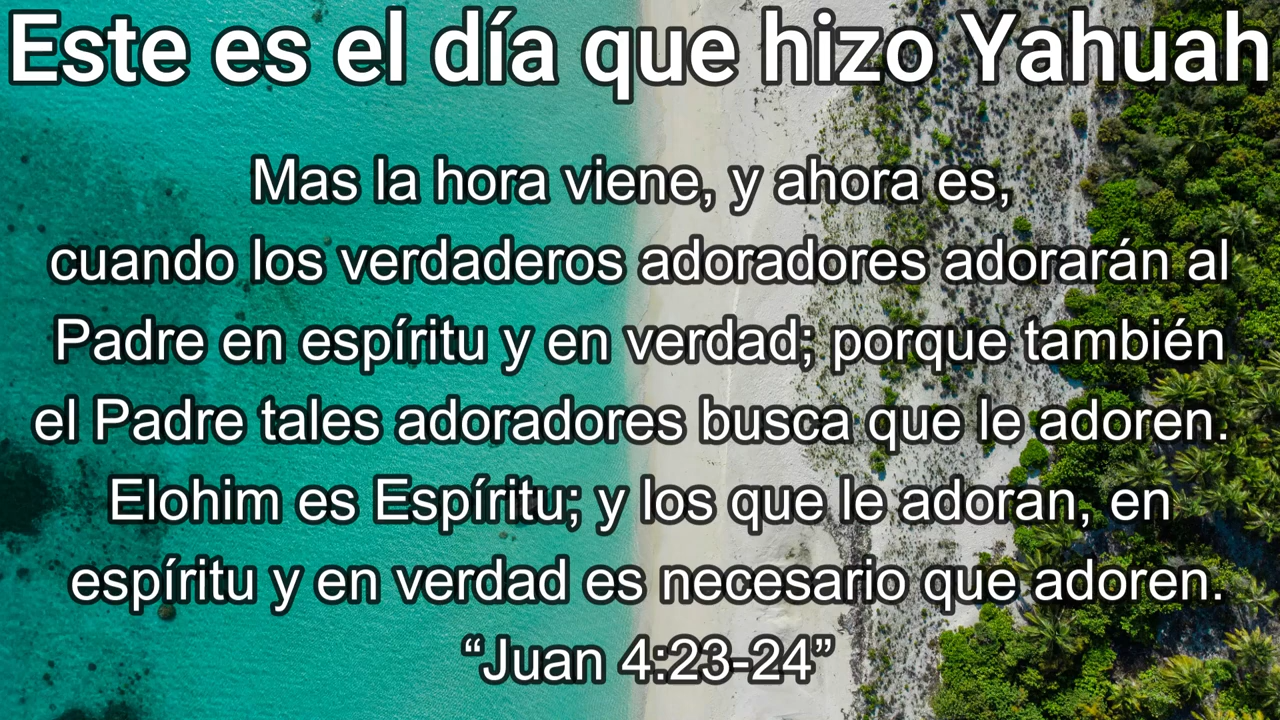 Este es el día que hizo Yahuah
Mas la hora viene, y ahora es,
cuando los verdaderos adoradores adorarán al
Padre en espíritu y en verdad; porque también
el Padre tales adoradores busca que le adoren.
Elohim es Espíritu; y los que le adoran, en
espíritu y en verdad es necesario que adoren.
“Juan 4:23-24”